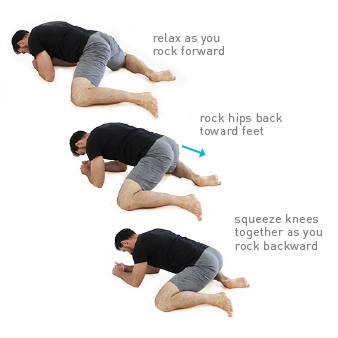 relax as you
rock forward
rock hips back
toward feet
squeeze knees
together as you
rock backward